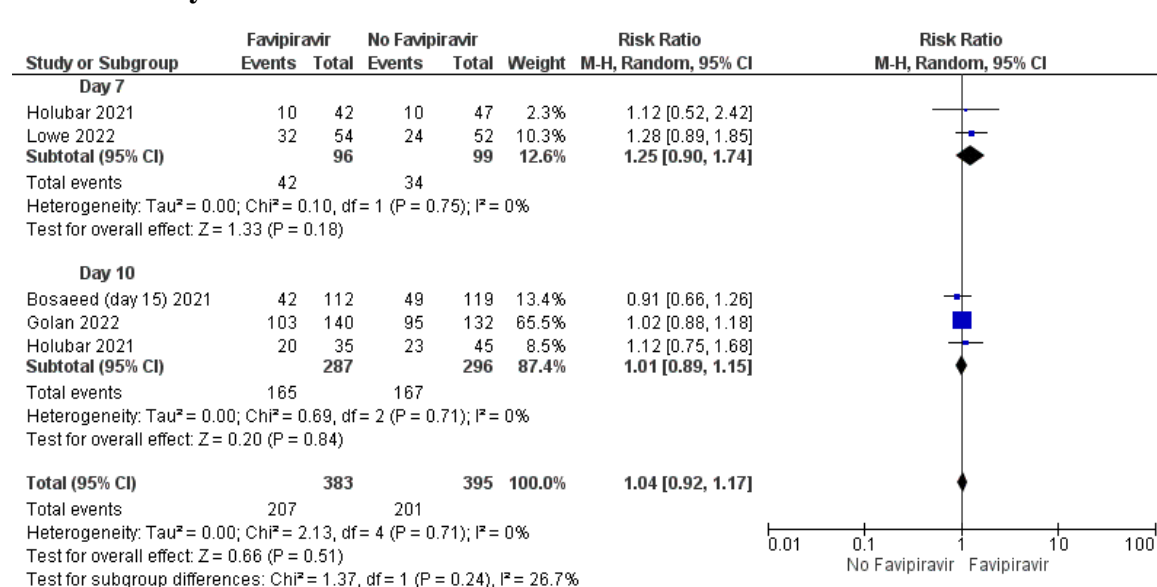 Favipiravir No Favipiravir Risk Ratio Risk Ratio
Study or Subgroup Events Total Events Total Weight M-H, Random, 95% CI M-H, Random, 95% CI
Day 7
Holubar 2021 10 42 10 47 2.3% 1.12 [0.52, 2.42]
Lowe 2022 32 54 24 52 10.3% 1.28 [0.89, 1.85]
Subtotal (95% CI) 96 99 12.6% 1.25 [0.90, 1.74]
Total events 42 34
Heterogeneity: Tau² = 0.00; Chi² = 0.10, df = 1 (P = 0.75); I² = 0%
Test for overall effect: Z = 1.33 (P = 0.18)
Day 10
Bosaeed (day 15) 2021 42 112 49 119 13.4% 0.91 [0.66, 1.26]
Golan 2022 103 140 95 132 65.5% 1.02 [0.88, 1.18]
Holubar 2021 20 35 23 45 8.5% 1.12 [0.75, 1.68]
Subtotal (95% CI) 287 296 87.4% 1.01 [0.89, 1.15]
Total events 165 167
Heterogeneity: Tau² = 0.00; Chi² = 0.69, df = 2 (P = 0.71); I² = 0%
Test for overall effect: Z = 0.20 (P = 0.84)
Total (95% CI) 383 395 100.0% 1.04 [0.92, 1.17]
Total events 207 201
Heterogeneity: Tau² = 0.00; Chi² = 2.13, df = 4 (P = 0.71); I² = 0%
Test for overall effect: Z = 0.66 (P = 0.51)
Test for subgroup differences: Chi² = 1.37, df = 1 (P = 0.24), I² = 26.7%
0.01 0.1 1 10 100
No Favipiravir Favipiravir